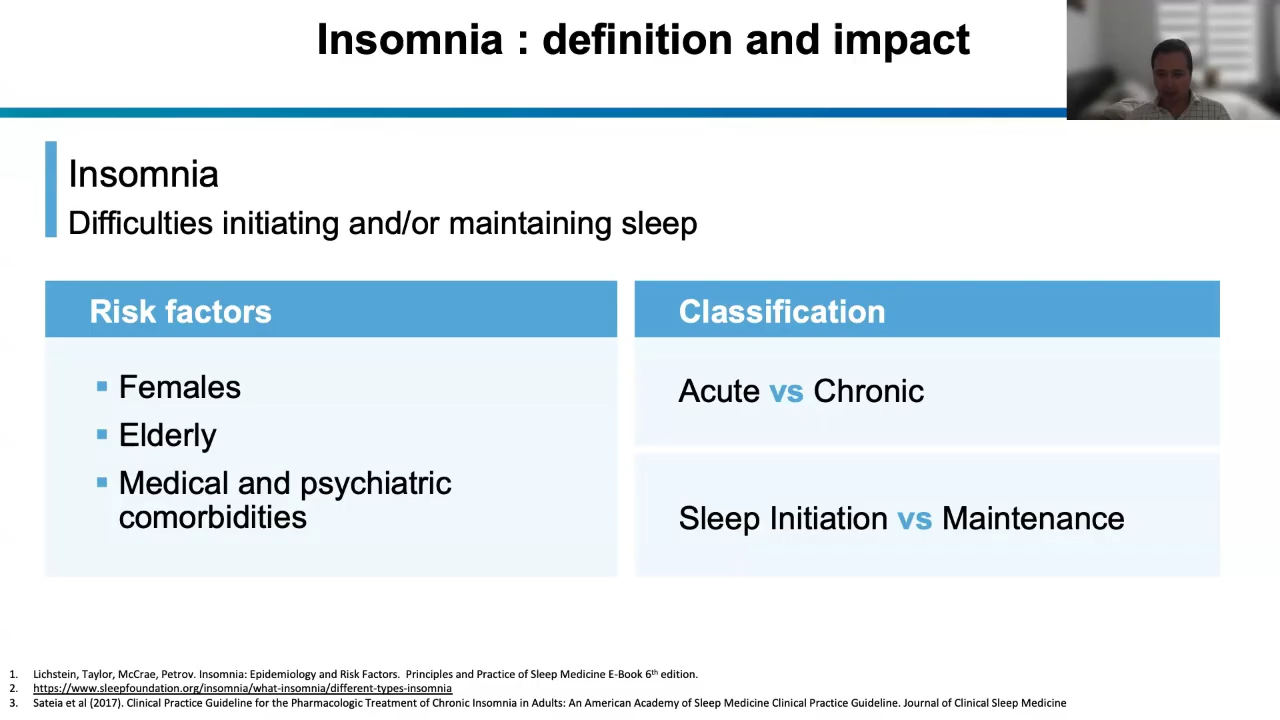 Insomnia : definition and impact
Insomnia
Difficulties initiating and/or maintaining sleep
Risk factors
▪ Females
▪ Elderly
▪ Medical and psychiatric
comorbidities
Classification
Acute vs Chronic
Sleep Initiation vs Maintenance
1. Lichstein, Taylor, McCrae, Petrov. Insomnia: Epidemiology and Risk Factors. Principles and Practice of Sleep Medicine E-Book 6th edition.
2. https://www.sleepfoundation.org/insomnia/what-insomnia/different-types-insomnia
3. Sateia et al (2017). Clinical Practice Guideline for the Pharmacologic Treatment of Chronic Insomnia in Adults: An American Academy of Sleep Medicine Clinical Practice Guideline. Journal of Clinical Sleep Medicine